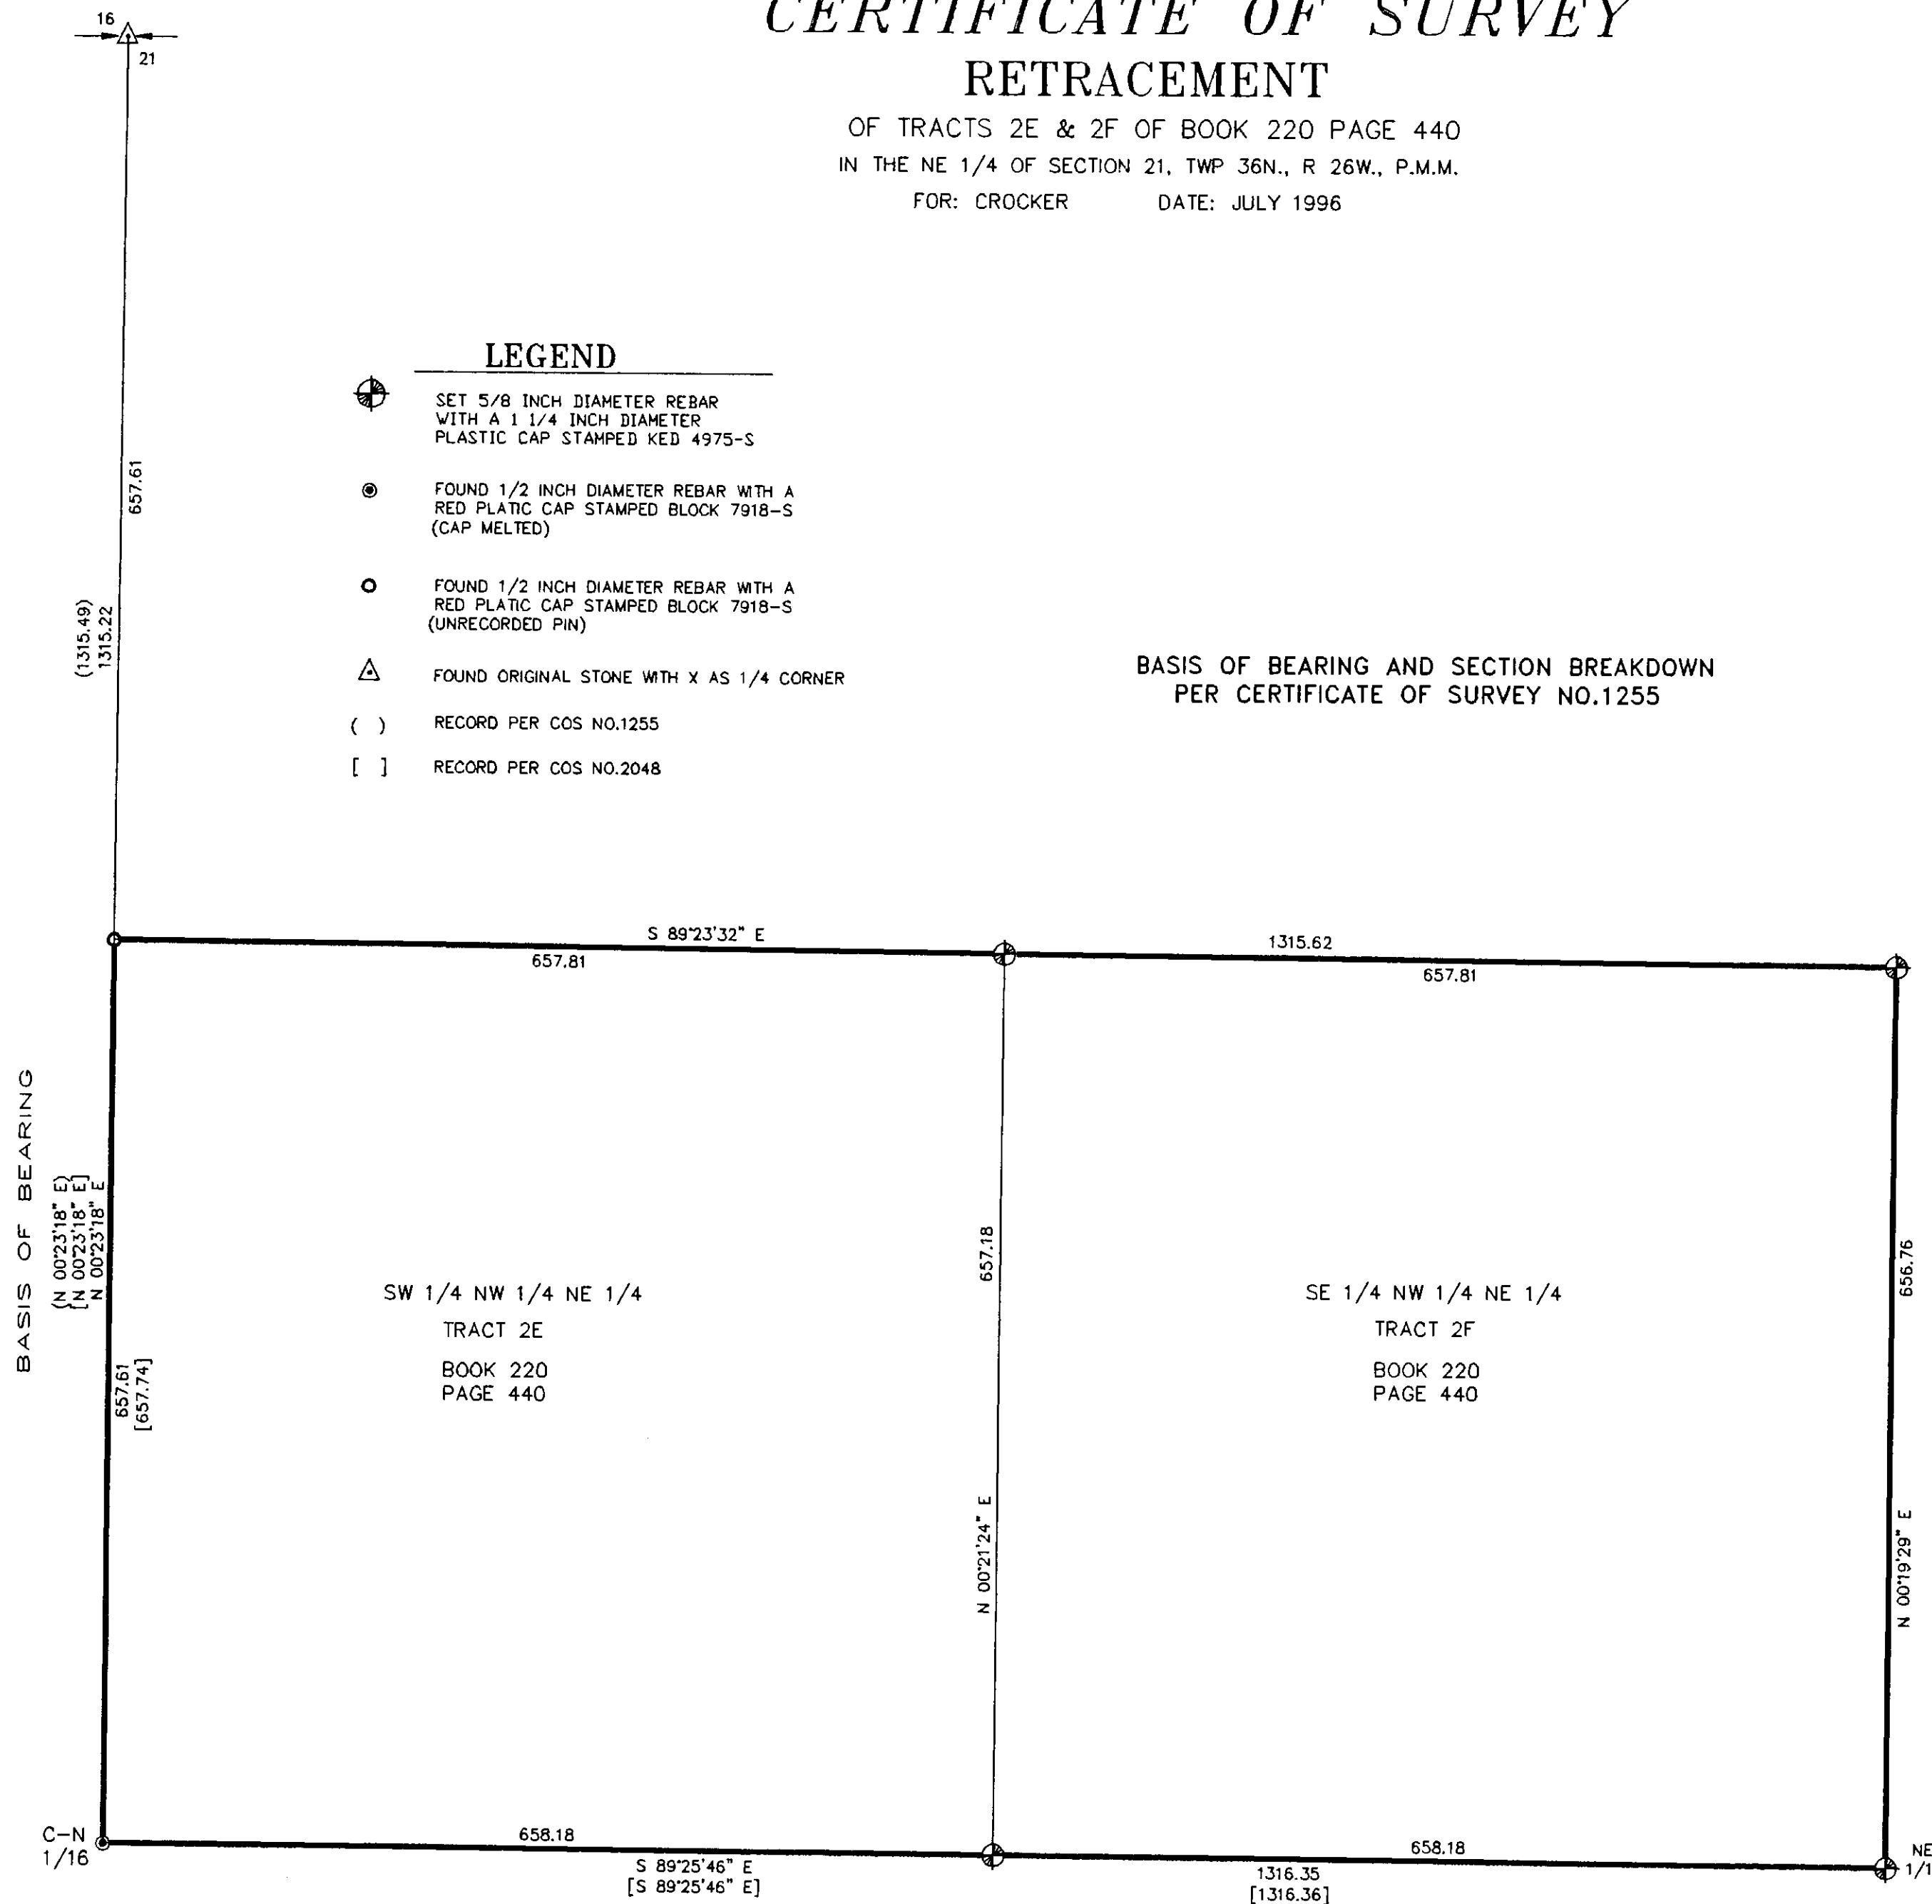 CERTIFICATE OF SURVEY
RETRACEMENT
OF TRACTS 2E & 2F OF BOOK 220 PAGE 440
IN THE NE 1/4 OF SECTION 21, TWP 36N., R 26W., P.M.M.
FOR: CROCKER DATE: JULY 1996
16
21
657.61
(1315.49)
1315.22
LEGEND
SET 5/8 INCH DIAMETER REBAR
WITH A 1 1/4 INCH DIAMETER
PLASTIC CAP STAMPED KED 4975-S
FOUND 1/2 INCH DIAMETER REBAR WITH A
RED PLATIC CAP STAMPED BLOCK 7918-S
(CAP MELTED)
FOUND 1/2 INCH DIAMETER REBAR WITH A
RED PLATIC CAP STAMPED BLOCK 7918-S
(UNRECORDED PIN)
FOUND ORIGINAL STONE WITH X AS 1/4 CORNER
( ) RECORD PER COS NO.1255
[ ] RECORD PER COS NO.2048
BASIS OF BEARING AND SECTION BREAKDOWN
PER CERTIFICATE OF SURVEY NO.1255
S 89°23'32" E
657.81
1315.62
657.81
BASIS OF BEARING
(N 00°23'18" E)
[N 00°23'18" E]
N 00°23'18" E
657.61
[657.74]
SW 1/4 NW 1/4 NE 1/4
TRACT 2E
BOOK 220
PAGE 440
657.18
N 00°21'24" E
SE 1/4 NW 1/4 NE 1/4
TRACT 2F
BOOK 220
PAGE 440
656.76
N 00°19'29" E
C-N
1/16
658.18
S 89°25'46" E
[S 89°25'46" E]
658.18
1316.35
[1316.36]
NE
1/1